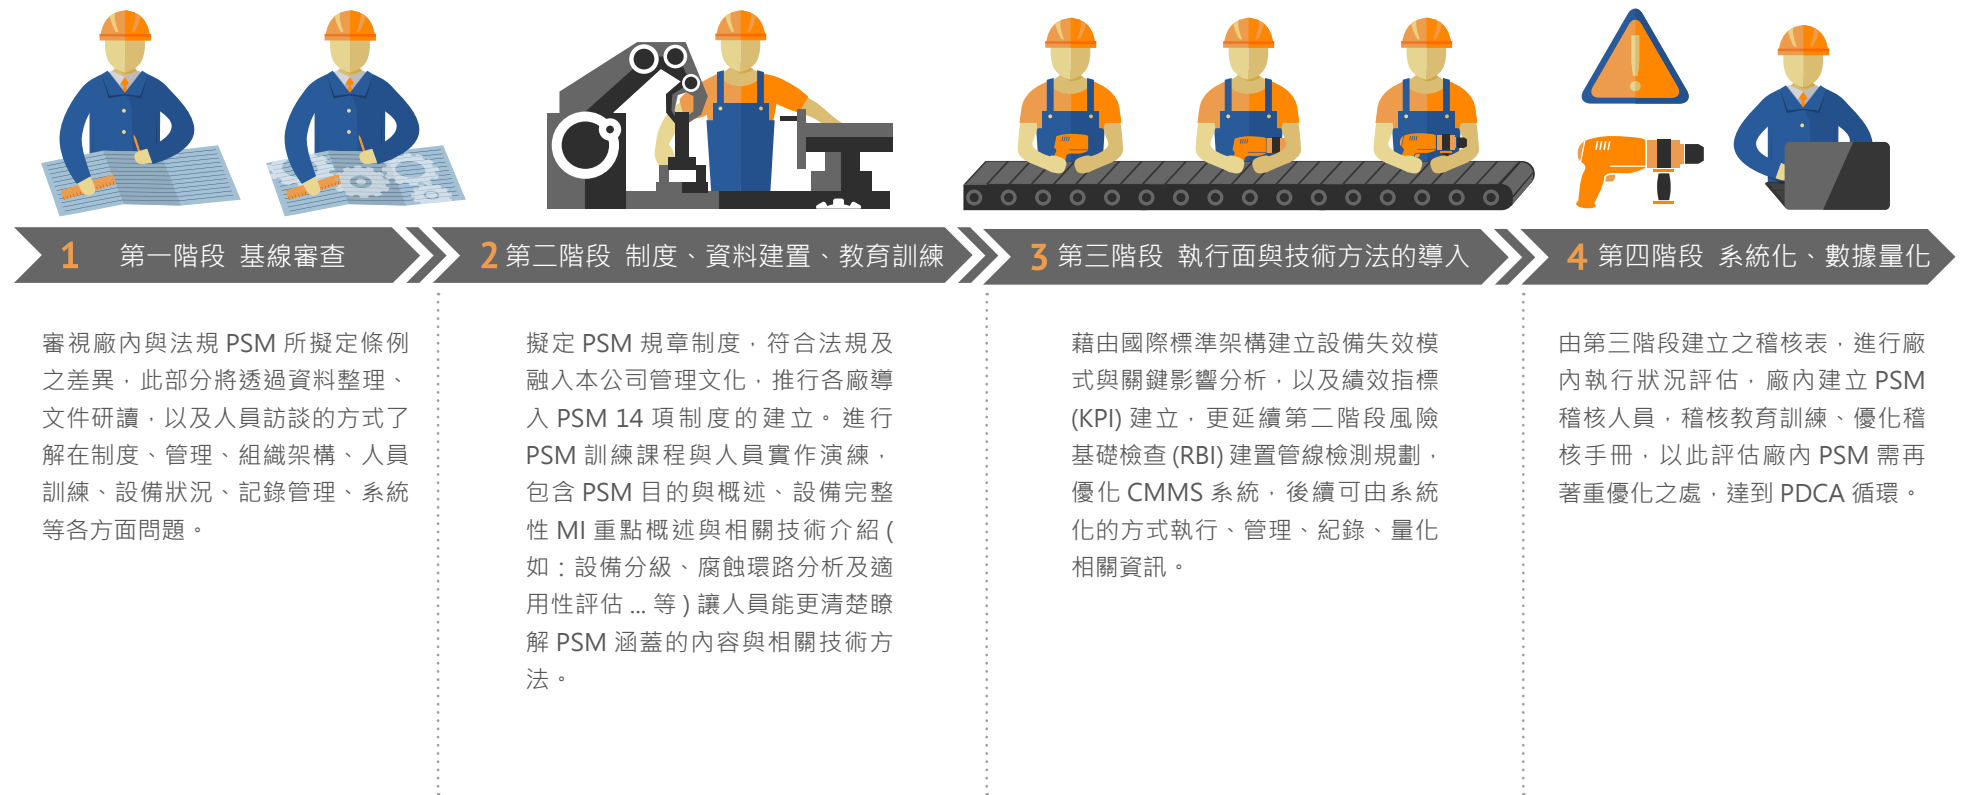 1 第一階段 基線審查
審視廠內與法規 PSM 所擬定條例
之差異，此部分將透過資料整理、
文件研讀，以及人員訪談的方式了
解在制度、管理、組織架構、人員
訓練、設備狀況、記錄管理、系統
等各方面問題。
2 第二階段 制度、資料建置、教育訓練
擬定 PSM 規章制度，符合法規及
融入本公司管理文化，推行各廠導
入 PSM 14 項制度的建立。進行
PSM 訓練課程與人員實作演練，
包含 PSM 目的與概述、設備完整
性 MI 重點概述與相關技術介紹 (
如：設備分級、腐蝕環路分析及適
用性評估 ... 等 ) 讓人員能更清楚瞭
解 PSM 涵蓋的內容與相關技術方
法。
3 第三階段 執行面與技術方法的導入
藉由國際標準架構建立設備失效模
式與關鍵影響分析，以及績效指標
(KPI) 建立，更延續第二階段風險
基礎檢查 (RBI) 建置管線檢測規劃，
優化 CMMS 系統，後續可由系統
化的方式執行、管理、紀錄、量化
相關資訊。
4 第四階段 系統化、數據量化
由第三階段建立之稽核表，進行廠
內執行狀況評估，廠內建立 PSM
稽核人員，稽核教育訓練、優化稽
核手冊，以此評估廠內 PSM 需再
著重優化之處，達到 PDCA 循環。